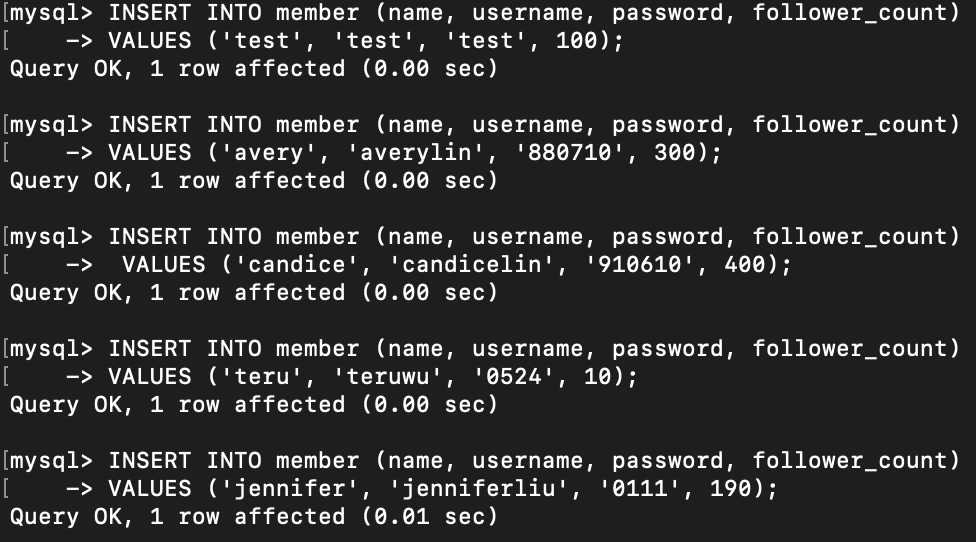 [mysql> INSERT INTO member (name, username, password, follower_count)
[    -> VALUES ('test', 'test', 'test', 100);
Query OK, 1 row affected (0.00 sec)
[mysql> INSERT INTO member (name, username, password, follower_count)
[    -> VALUES ('avery', 'averylin', '880710', 300);
Query OK, 1 row affected (0.00 sec)
[mysql> INSERT INTO member (name, username, password, follower_count)
[    ->  VALUES ('candice', 'candicelin', '910610', 400);
Query OK, 1 row affected (0.00 sec)
[mysql> INSERT INTO member (name, username, password, follower_count)
[    -> VALUES ('teru', 'teruwu', '0524', 10);
Query OK, 1 row affected (0.00 sec)
[mysql> INSERT INTO member (name, username, password, follower_count)
[    -> VALUES ('jennifer', 'jenniferliu', '0111', 190);
Query OK, 1 row affected (0.01 sec)